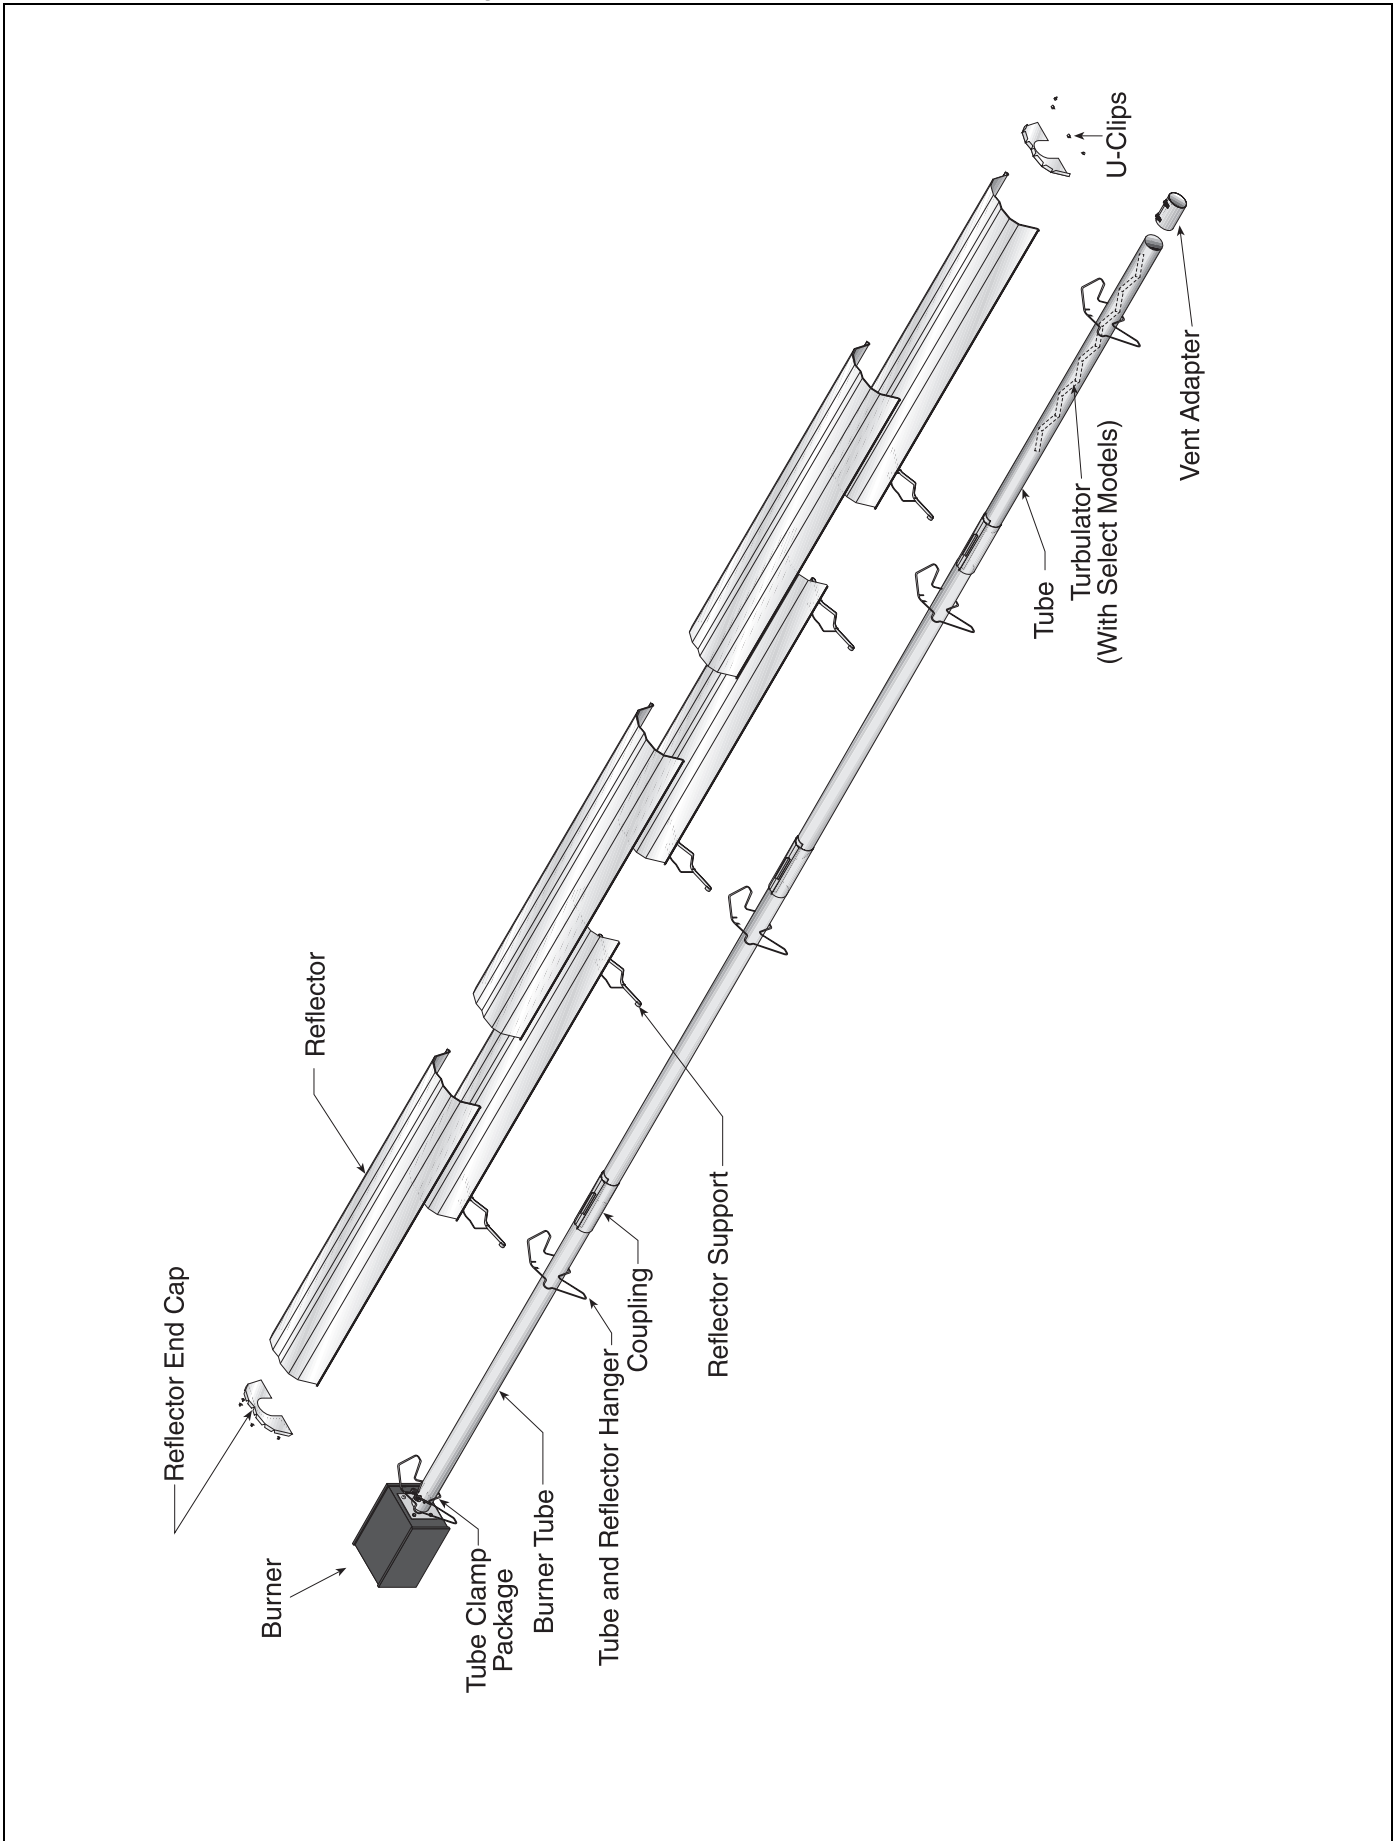 Reflector End Cap
Burner
Reflector
Tube Clamp
Package
Burner Tube
Tube and Reflector Hanger
Coupling
Reflector Support
Tube
Turbulator
(With Select Models)
U-Clips
Vent Adapter